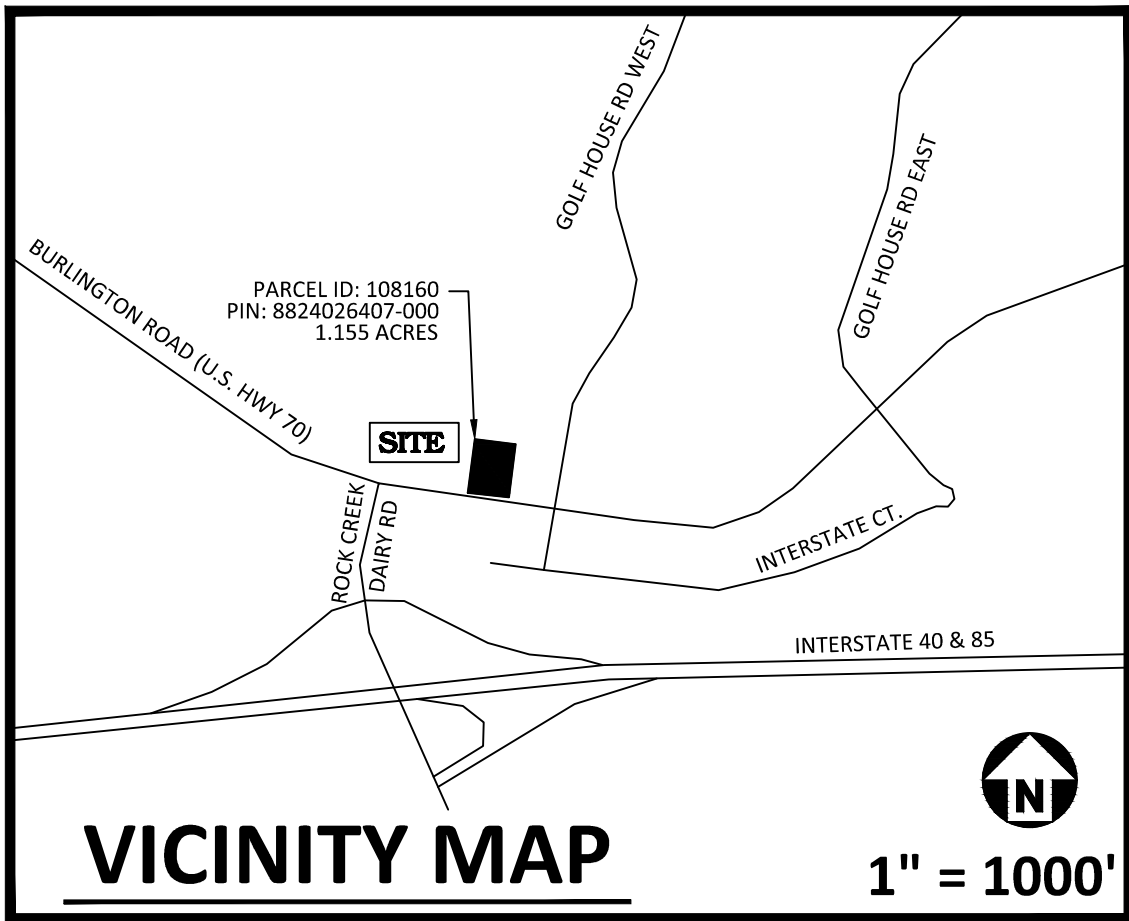 GOLF HOUSE RD WEST
GOLF HOUSE RD EAST
BURLINGTON ROAD (U.S. HWY 70)
PARCEL ID: 108160
PIN: 8824026407-000
1.155 ACRES
SITE
ROCK CREEK
DAIRY RD
INTERSTATE CT.
INTERSTATE 40 & 85
N
VICINITY MAP
1" = 1000'